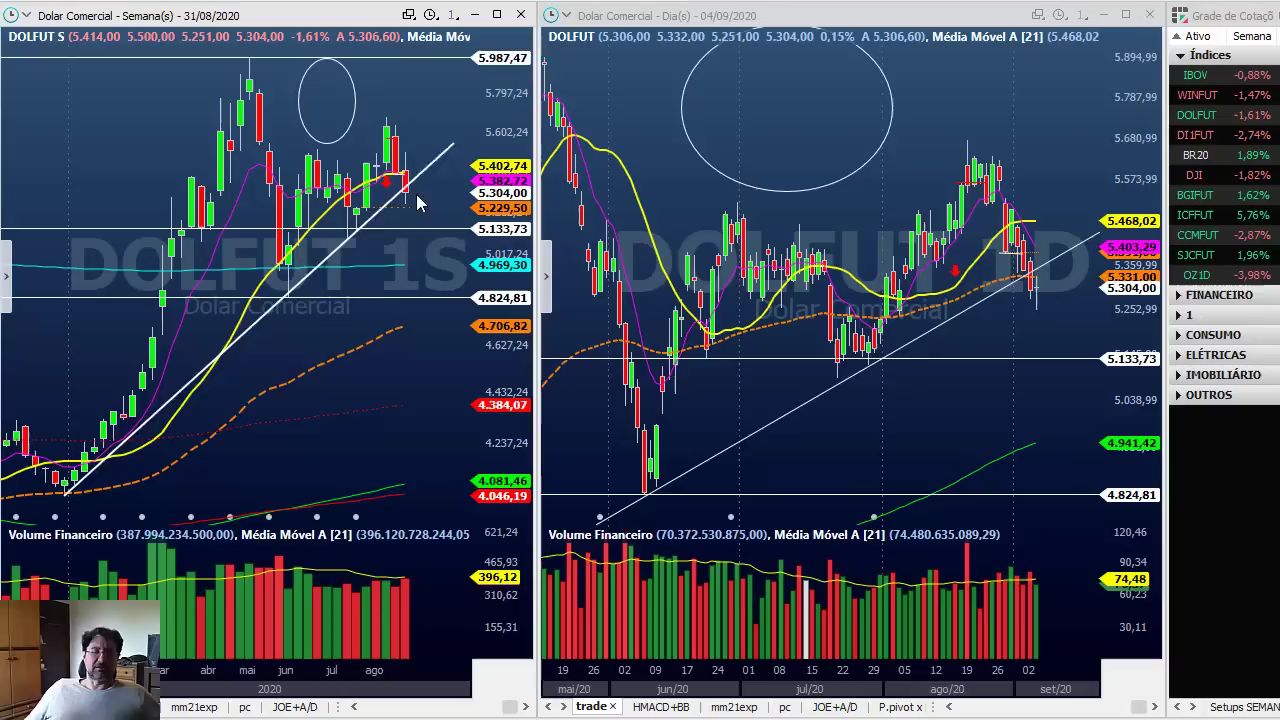 Dolar Comercial - Semana(s) - 31/08/2020
1
DOLFUT S (5.414,00 5.500,00 5.251,00 5.304,00 -1,61% A 5.306,60), Média Móv
5.987,47
5.797,24
5.602,24
5.402,74
5.382,72
5.304,00
5.229,50
5.133,73
5.017,24
4.969,30
4.824,81
4.706,82
4.627,24
4.432,24
4.384,07
4.237,24
4.081,46
4.046,19
DOLFUT 1S
Dolar Comercial
Volume Financeiro (387.994.234.500,00), Média Móvel A [21] (396.120.728.244,05
621,24
465,93
396,12
310,62
155,31
abr mai jun jul ago
2020
mm21exp pc JOE+A/D
Dolar Comercial - Dia(s) - 04/09/2020
1
DOLFUT (5.306,00 5.332,00 5.251,00 5.304,00 0,15% A 5.306,60), Média Móvel A [21] (5.468,02
5.894,99
5.787,99
5.680,99
5.573,99
5.468,02
5.403,29
5.359,99
5.331,00
5.304,00
5.252,99
5.133,73
5.038,99
4.941,42
4.824,81
Dolar Comercial
Volume Financeiro (70.372.530.875,00), Média Móvel A [21] (74.480.635.089,29)
120,46
90,34
74,48
60,23
30,11
19 26 02 09 17 24 01 08 15 22 29 05 12 19 26 02
mai/20 jun/20 jul/20 ago/20 set/20
trade HMACD+BB mm21exp pc JOE+A/D P.pivot x
Grade de Cotaçõ
Ativo Semana
Índices
IBOV -0,88%
WINFUT -1,47%
DOLFUT -1,61%
DI1FUT -2,74%
BR20 1,89%
DJI -1,82%
BGIFUT 1,62%
ICFFUT 5,76%
CCMFUT -2,87%
SJCFUT 1,96%
OZ1D -3,98%
FINANCEIRO
1
CONSUMO
ELÉTRICAS
IMOBILIÁRIO
OUTROS
Setups SEMAN